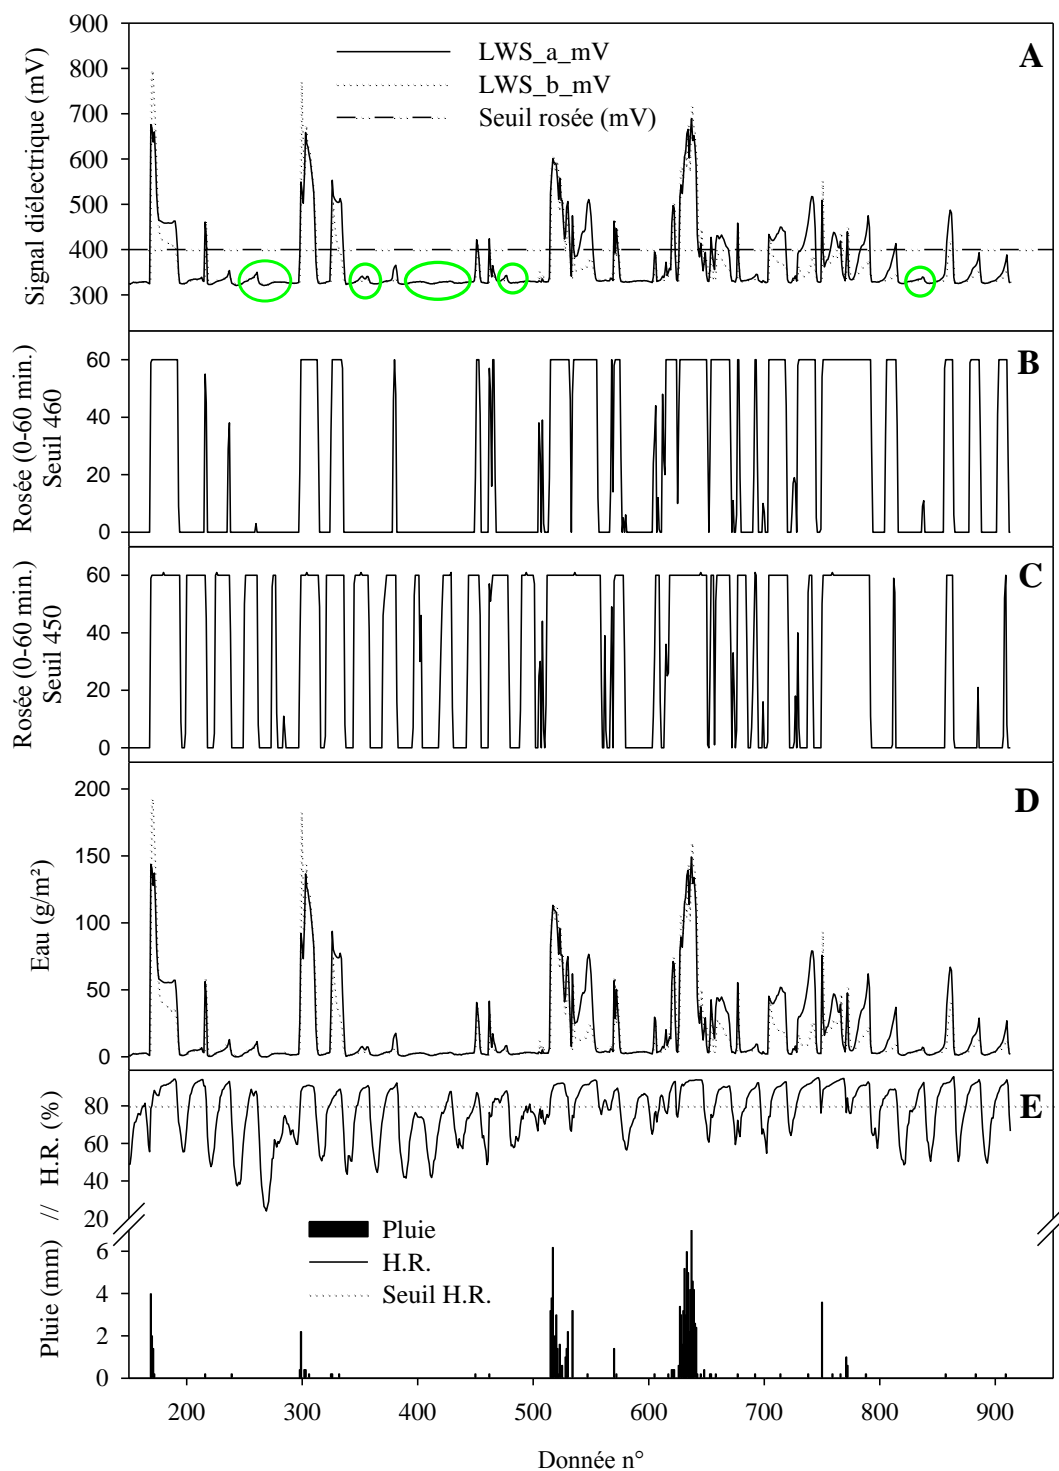 900
800
700
600
500
400
300
Signal diélectrique (mV)
LWS_a_mV
LWS_b_mV
Seuil rosée (mV)
A
60
40
20
0
Rosée (0-60 min.)
Seuil 460
B
60
40
20
0
Rosée (0-60 min.)
Seuil 450
C
200
150
100
50
0
Eau (g/m²)
D
80
60
40
20
6
4
2
0
Pluie (mm) // H.R. (%)
E
Pluie
H.R.
Seuil H.R.
200 300 400 500 600 700 800 900
Donnée n°